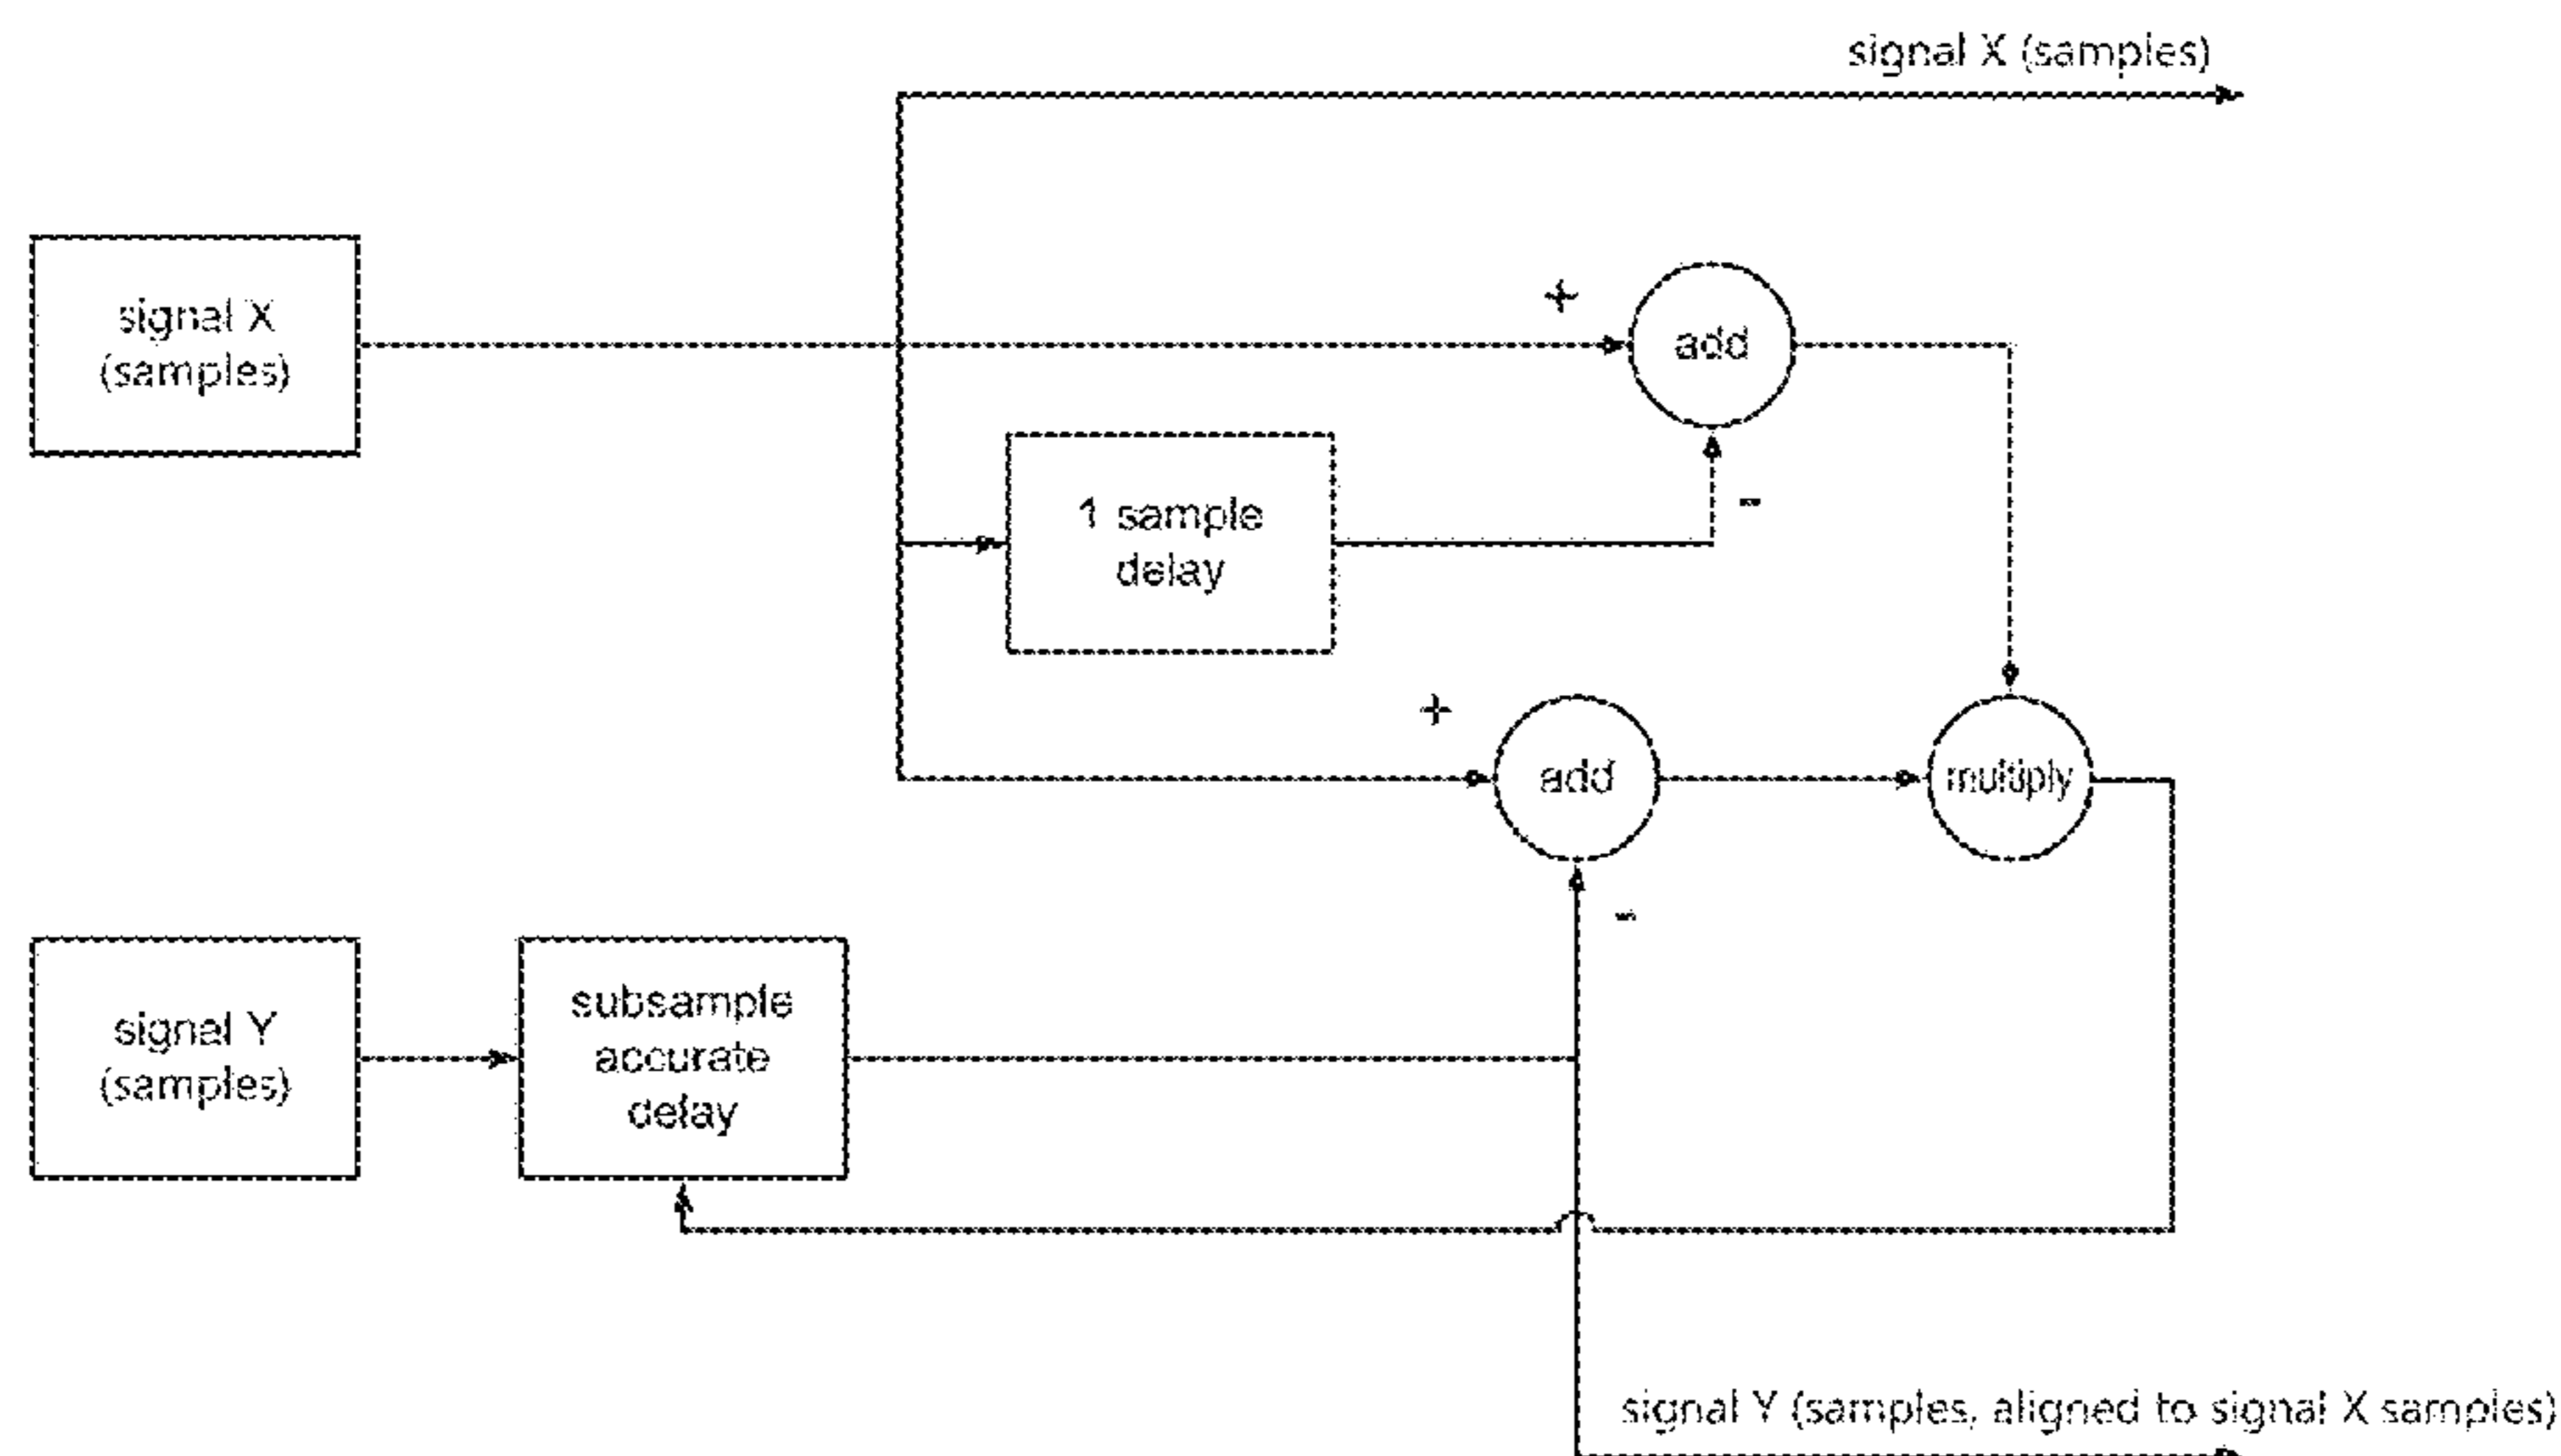 signal X (samples)
signal X
(samples)
+
add
1 sample
delay
-
+
add
multiply
-
signal Y
(samples)
subsample
accurate
delay
signal Y (samples, aligned to signal X samples)